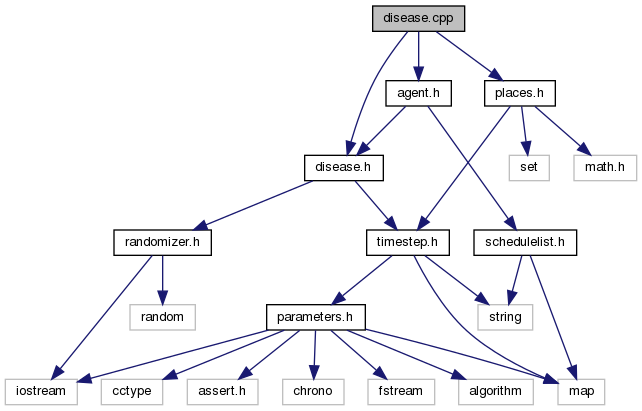 disease.cpp
agent.h
places.h
disease.h
set
math.h
randomizer.h
timestep.h
schedulelist.h
random
parameters.h
string
iostream
cctype
assert.h
chrono
fstream
algorithm
map